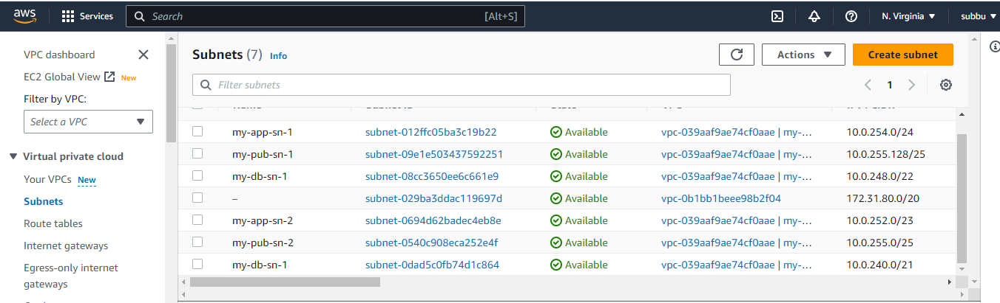 aws Services Search [Alt+S] N. Virginia subbu
VPC dashboard
EC2 Global View New
Filter by VPC:
Select a VPC
Virtual private cloud
Your VPCs New
Subnets
Route tables
Internet gateways
Egress-only internet
gateways
Subnets (7) Info Actions Create subnet
Filter subnets 1
my-app-sn-1 subnet-012ffc05ba3c19b22 Available vpc-039aaf9ae74cf0aae | my-... 10.0.254.0/24
my-pub-sn-1 subnet-09e1e503437592251 Available vpc-039aaf9ae74cf0aae | my-... 10.0.255.128/25
my-db-sn-1 subnet-08cc3650ee6c661e9 Available vpc-039aaf9ae74cf0aae | my-... 10.0.248.0/22
– subnet-029ba3ddac119697d Available vpc-0b1bb1beee98b2f04 172.31.80.0/20
my-app-sn-2 subnet-0694d62badec4eb8e Available vpc-039aaf9ae74cf0aae | my-... 10.0.252.0/23
my-pub-sn-2 subnet-0540c908eca252e4f Available vpc-039aaf9ae74cf0aae | my-... 10.0.255.0/25
my-db-sn-1 subnet-0dad5c0fb74d1c864 Available vpc-039aaf9ae74cf0aae | my-... 10.0.240.0/21